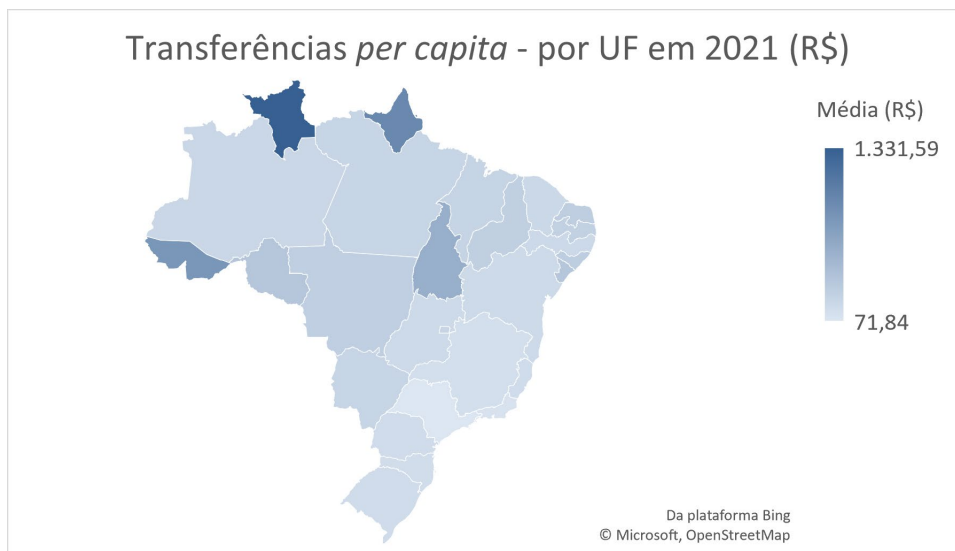 Transferências per capita - por UF em 2021 (R$)
Média (R$)
1.331,59
71,84
Da plataforma Bing
© Microsoft, OpenStreetMap